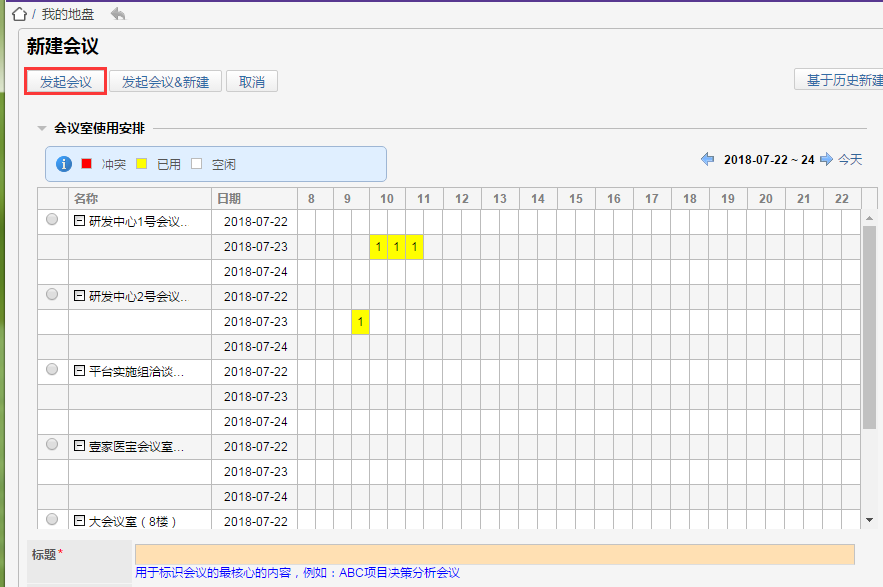 / 我的地盘
新建会议
发起会议 发起会议&新建 取消 基于历史新建
会议室使用安排
冲突 已用 空闲 2018-07-22 ~ 24 今天
名称 日期 8 9 10 11 12 13 14 15 16 17 18 19 20 21 22
研发中心1号会议.. 2018-07-22
2018-07-23 1 1 1
2018-07-24
研发中心2号会议.. 2018-07-22
2018-07-23 1
2018-07-24
平台实施组洽谈... 2018-07-22
2018-07-23
2018-07-24
壹家医宝会议室... 2018-07-22
2018-07-23
2018-07-24
大会议室（8楼） 2018-07-22
标题*
用于标识会议的最核心的内容，例如：ABC项目决策分析会议